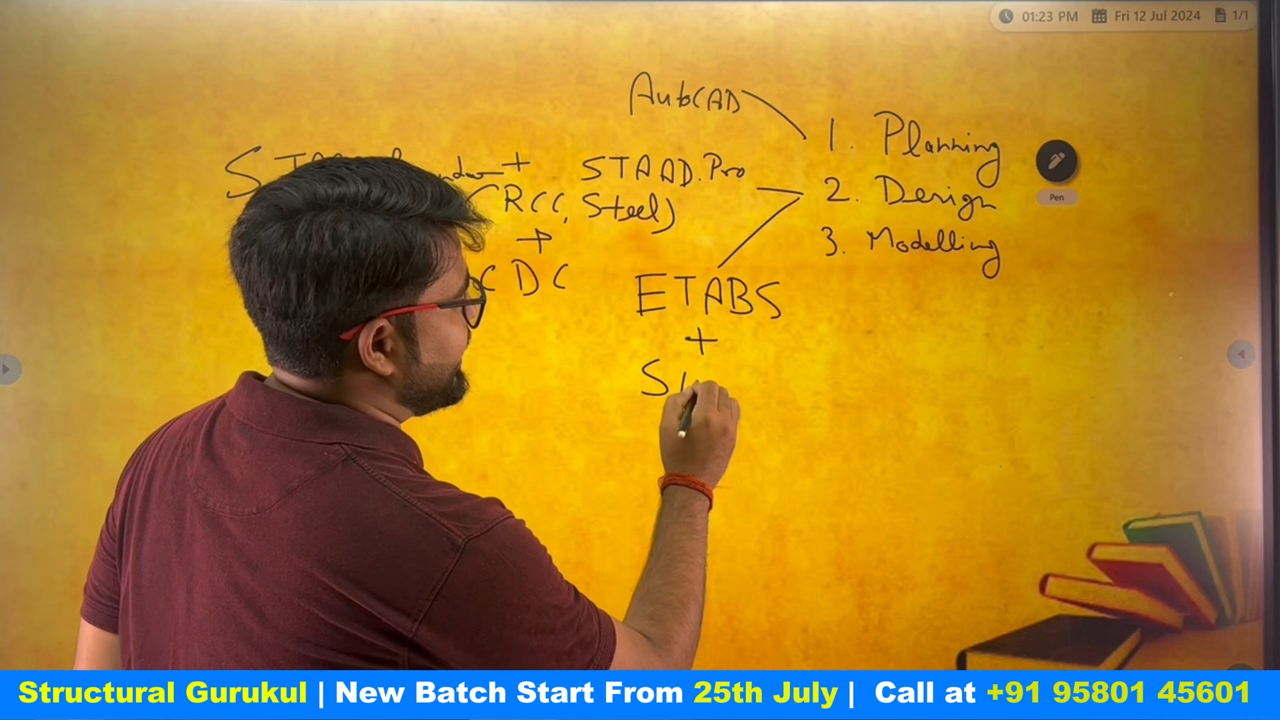 01:23 PM Fri 12 Jul 2024 1/1
AutoCAD
1. Planning
+ STAAD.Pro
2. Design
Pen
(RCC, Steel)
3. Modelling
+
CDC
ETABS
+
S
Structural Gurukul | New Batch Start From 25th July | Call at +91 95801 45601